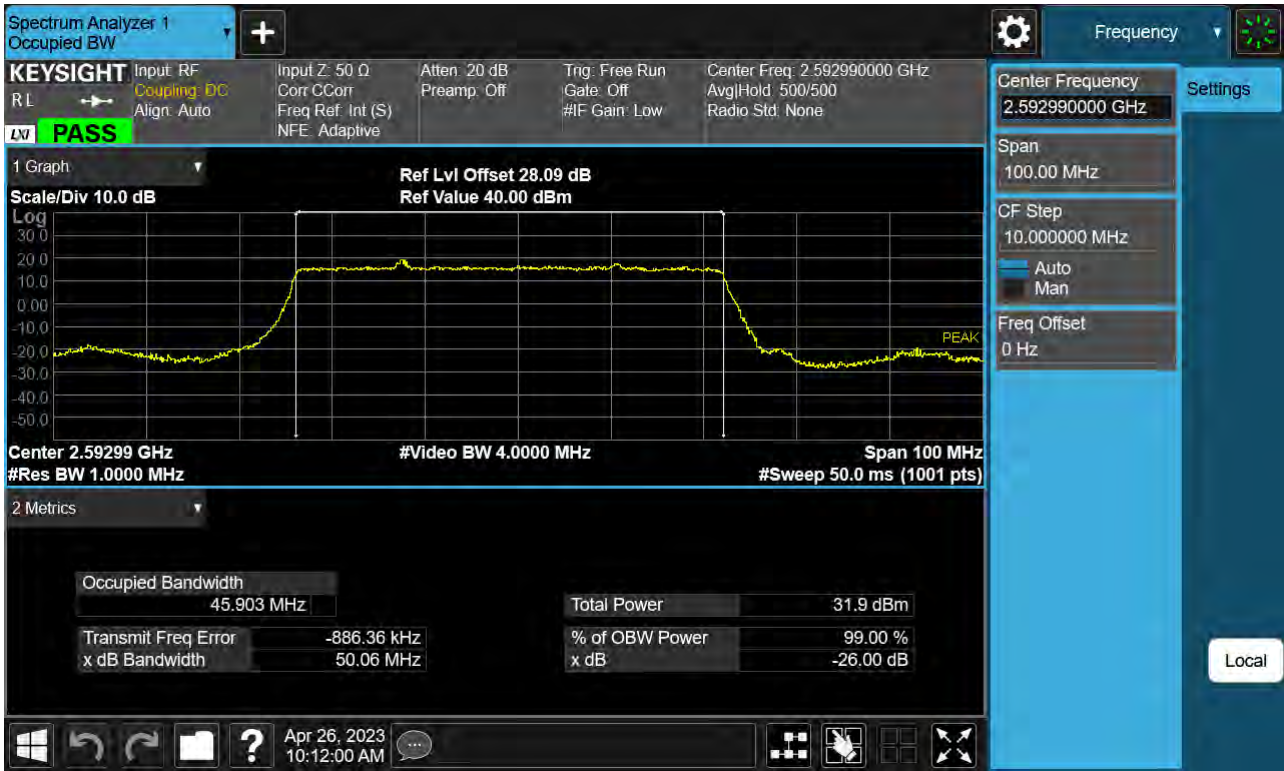 Spectrum Analyzer 1
Occupied BW
Frequency
KEYSIGHT
RL
LXI
PASS
Input: RF
Coupling: DC
Align: Auto
Input Z: 50 Ω
Corr CCorr
Freq Ref: Int (S)
NFE: Adaptive
Atten: 20 dB
Preamp: Off
Trig: Free Run
Gate: Off
#IF Gain: Low
Center Freq: 2.592990000 GHz
Avg|Hold: 500/500
Radio Std: None
Center Frequency
2.592990000 GHz
Settings
Span
100.00 MHz
CF Step
10.000000 MHz
Auto
Man
Freq Offset
0 Hz
Local
1 Graph
Scale/Div 10.0 dB
Ref Lvl Offset 28.09 dB
Ref Value 40.00 dBm
Log
30.0
20.0
10.0
0.00
-10.0
-20.0
-30.0
-40.0
-50.0
PEAK
Center 2.59299 GHz
#Video BW 4.0000 MHz
Span 100 MHz
#Res BW 1.0000 MHz
#Sweep 50.0 ms (1001 pts)
2 Metrics
Occupied Bandwidth
45.903 MHz
Total Power 31.9 dBm
Transmit Freq Error -886.36 kHz
% of OBW Power 99.00 %
x dB Bandwidth 50.06 MHz
x dB -26.00 dB
Apr 26, 2023
10:12:00 AM